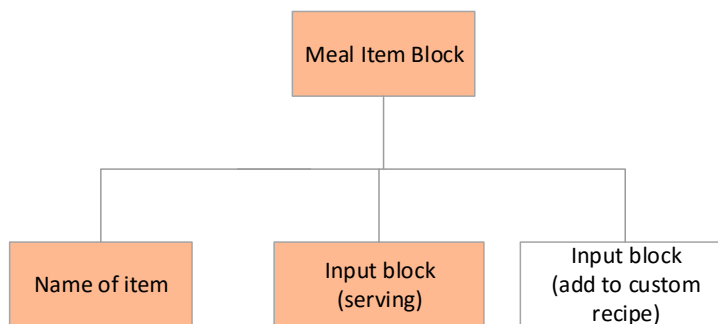 Meal Item Block
Name of item
Input block
(serving)
Input block
(add to custom
recipe)